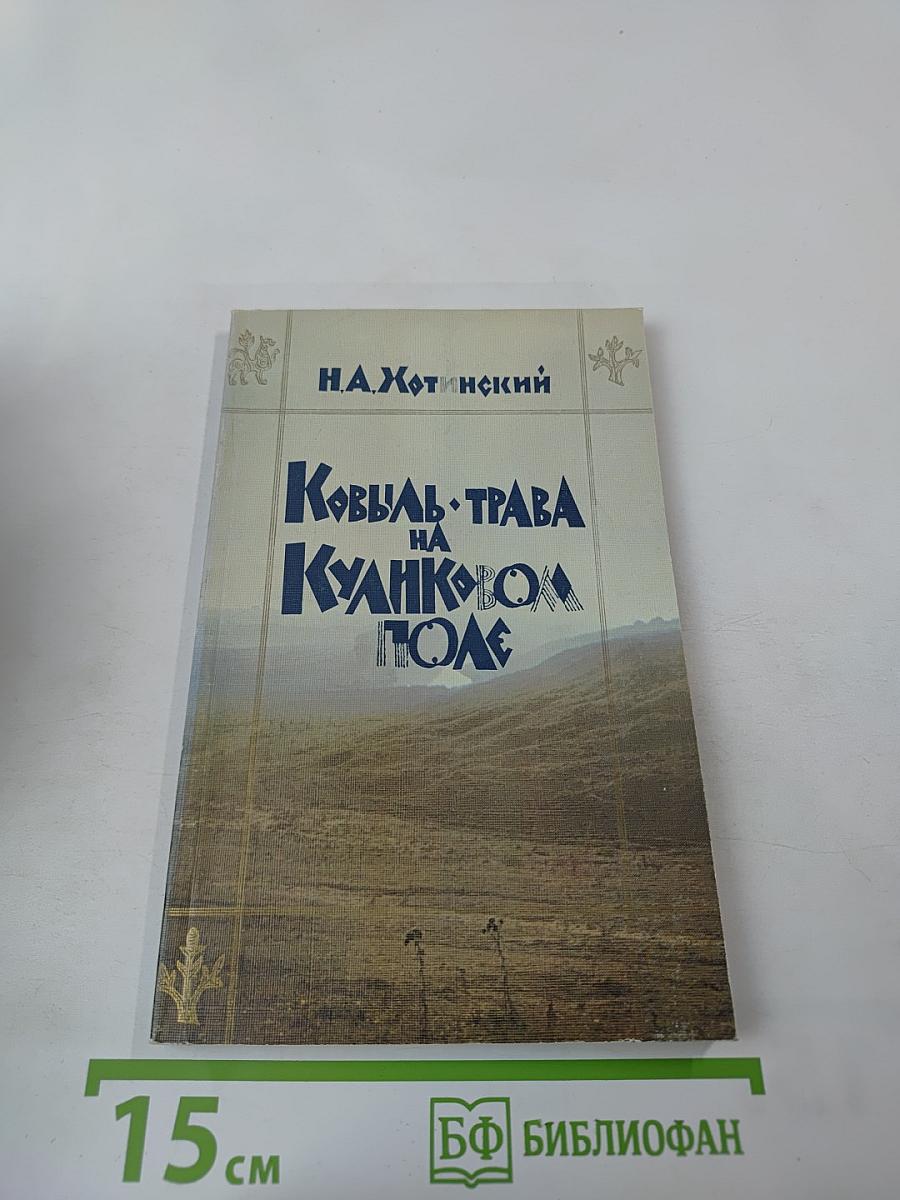 Н.А.Хотинский
Ковыль·трава
на
Куликовом
поле
15 см
БФ БИБЛИОФАН